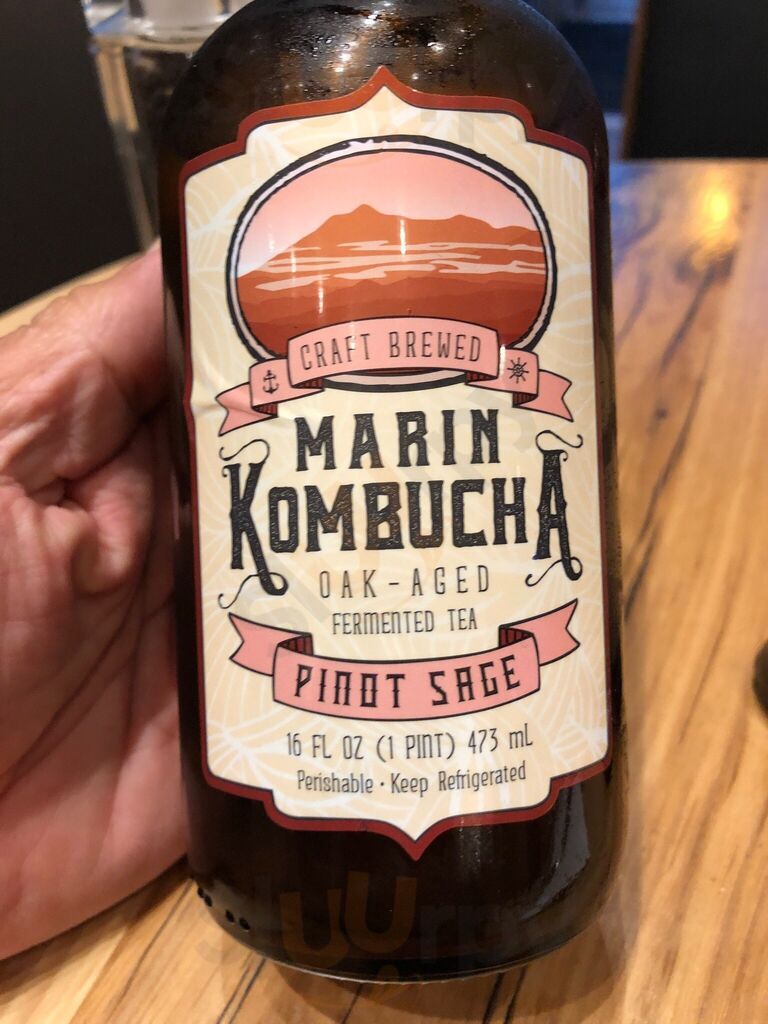 CRAFT BREWED
MARIN
KOMBUCHA
OAK-AGED
FERMENTED TEA
PINOT SAGE
16 FL OZ (1 PINT) 473 mL
Perishable · Keep Refrigerated
sluurpy